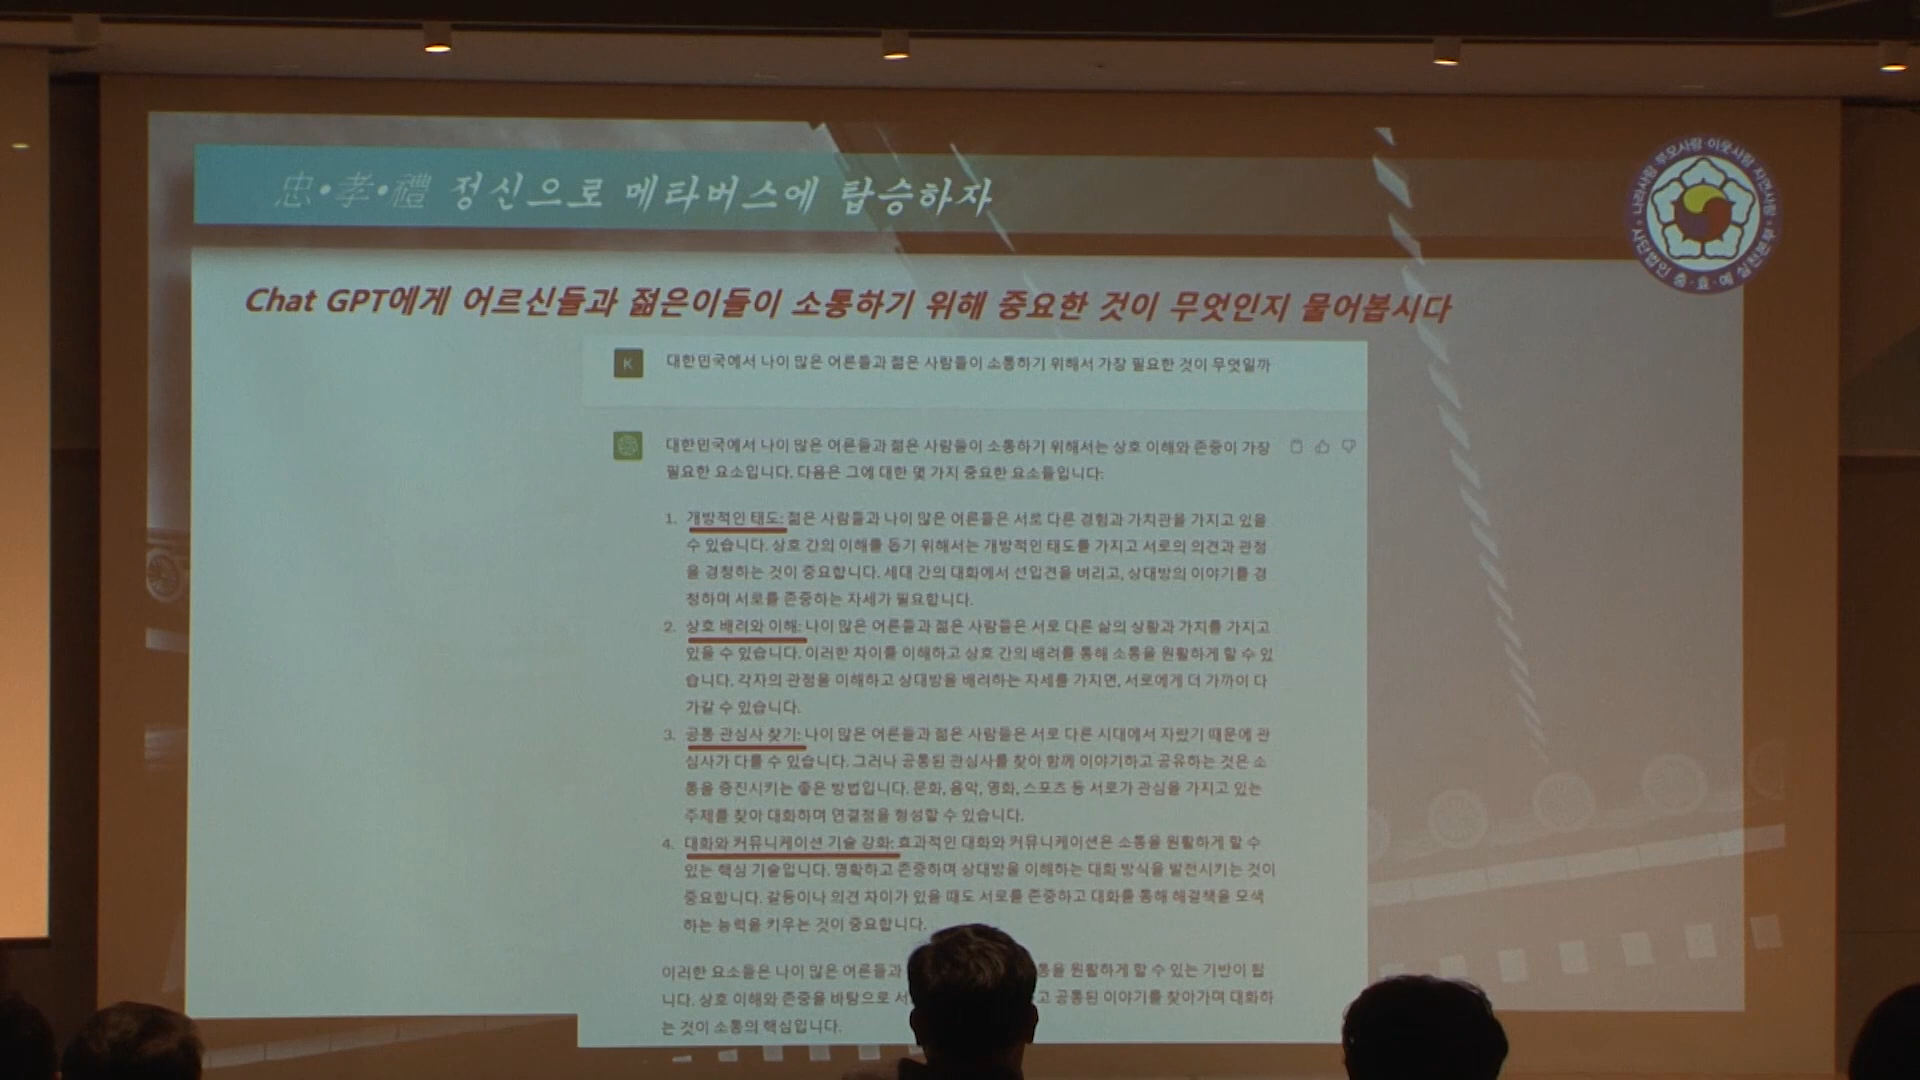 忠•孝•禮 정신으로 메타버스에 탑승하자
나라사랑 부모사랑 이웃사랑 자연사랑
사단법인 충·효·예 실천본부
Chat GPT에게 어르신들과 젊은이들이 소통하기 위해 중요한 것이 무엇인지 물어봅시다
K
대한민국에서 나이 많은 어른들과 젊은 사람들이 소통하기 위해서 가장 필요한 것이 무엇일까
대한민국에서 나이 많은 어른들과 젊은 사람들이 소통하기 위해서는 상호 이해와 존중이 가장
필요한 요소입니다. 다음은 그에 대한 몇 가지 중요한 요소들입니다:
1. 개방적인 태도: 젊은 사람들과 나이 많은 어른들은 서로 다른 경험과 가치관을 가지고 있을
수 있습니다. 상호 간의 이해를 돕기 위해서는 개방적인 태도를 가지고 서로의 의견과 관점
을 경청하는 것이 중요합니다. 세대 간의 대화에서 선입견을 버리고, 상대방의 이야기를 경
청하며 서로를 존중하는 자세가 필요합니다.
2. 상호 배려와 이해: 나이 많은 어른들과 젊은 사람들은 서로 다른 삶의 상황과 가치를 가지고
있을 수 있습니다. 이러한 차이를 이해하고 상호 간의 배려를 통해 소통을 원활하게 할 수 있
습니다. 각자의 관점을 이해하고 상대방을 배려하는 자세를 가지면, 서로에게 더 가까이 다
가갈 수 있습니다.
3. 공통 관심사 찾기: 나이 많은 어른들과 젊은 사람들은 서로 다른 시대에서 자랐기 때문에 관
심사가 다를 수 있습니다. 그러나 공통된 관심사를 찾아 함께 이야기하고 공유하는 것은 소
통을 증진시키는 좋은 방법입니다. 문화, 음악, 영화, 스포츠 등 서로가 관심을 가지고 있는
주제를 찾아 대화하며 연결점을 형성할 수 있습니다.
4. 대화와 커뮤니케이션 기술 강화: 효과적인 대화와 커뮤니케이션은 소통을 원활하게 할 수
있는 핵심 기술입니다. 명확하고 존중하며 상대방을 이해하는 대화 방식을 발전시키는 것이
중요합니다. 갈등이나 의견 차이가 있을 때도 서로를 존중하고 대화를 통해 해결책을 모색
하는 능력을 키우는 것이 중요합니다.
이러한 요소들은 나이 많은 어른들과 통을 원활하게 할 수 있는 기반이 됩
니다. 상호 이해와 존중을 바탕으로 서 고 공통된 이야기를 찾아가며 대화하
는 것이 소통의 핵심입니다.